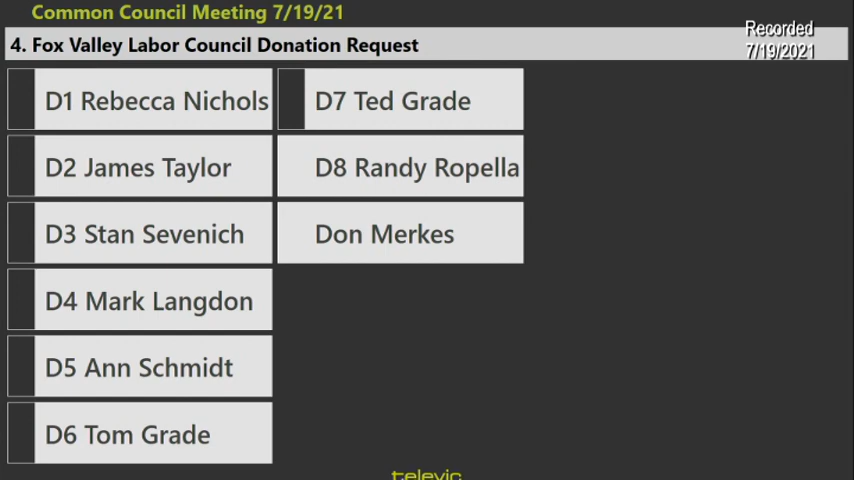 Common Council Meeting 7/19/21
Recorded
7/19/2021
4. Fox Valley Labor Council Donation Request
D1 Rebecca Nichols
D2 James Taylor
D3 Stan Sevenich
D4 Mark Langdon
D5 Ann Schmidt
D6 Tom Grade
D7 Ted Grade
D8 Randy Ropella
Don Merkes
televic